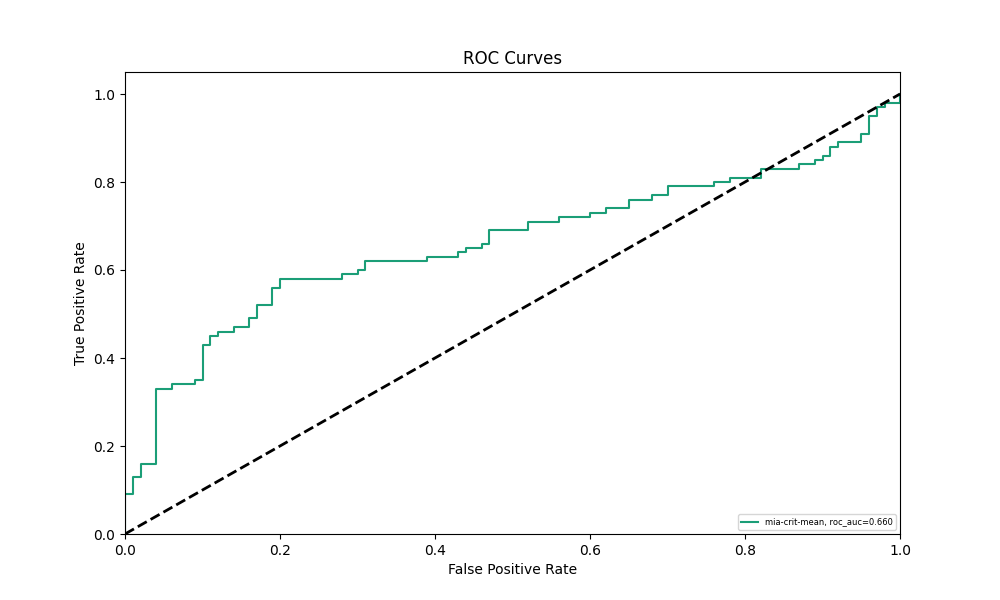 ROC Curves
True Positive Rate
1.0
0.8
0.6
0.4
0.2
0.0
mia-crit-mean, roc_auc=0.660
0.0 0.2 0.4 0.6 0.8 1.0
False Positive Rate